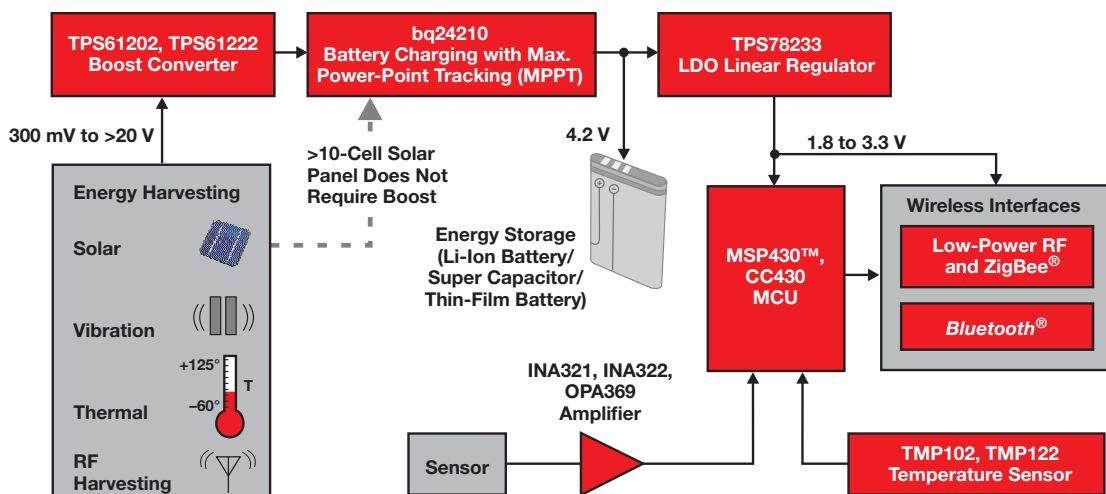 TPS61202, TPS61222
Boost Converter
bq24210
Battery Charging with Max.
Power-Point Tracking (MPPT)
TPS78233
LDO Linear Regulator
300 mV to >20 V
>10-Cell Solar
Panel Does Not
Require Boost
4.2 V
1.8 to 3.3 V
Energy Harvesting
Solar
Vibration
+125°
T
–60°
Thermal
RF
Harvesting
Energy Storage
(Li-Ion Battery/
Super Capacitor/
Thin-Film Battery)
MSP430™,
CC430
MCU
Wireless Interfaces
Low-Power RF
and ZigBee®
Bluetooth®
INA321, INA322,
OPA369
Amplifier
Sensor
TMP102, TMP122
Temperature Sensor